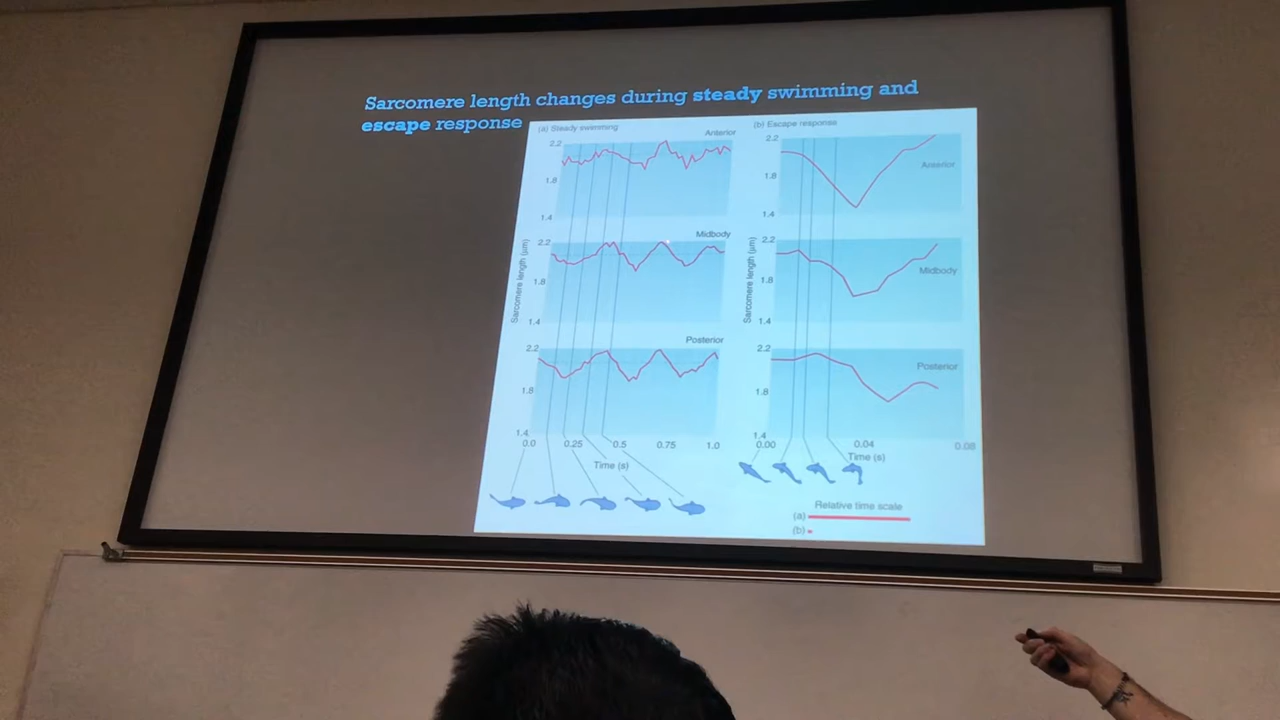 Sarcomere length changes during steady swimming and
escape response
(a) Steady swimming
Anterior
2.2
1.8
1.4
Midbody
2.2
1.8
1.4
Sarcomere length (µm)
Posterior
2.2
1.8
1.4
0.0 0.25 0.5 0.75 1.0
Time (s)
(b) Escape response
2.2
Anterior
1.8
1.4
2.2
Midbody
1.8
1.4
Sarcomere length (µm)
2.2
Posterior
1.8
1.4
0.00 0.04 0.08
Time (s)
Relative time scale
(a)
(b)